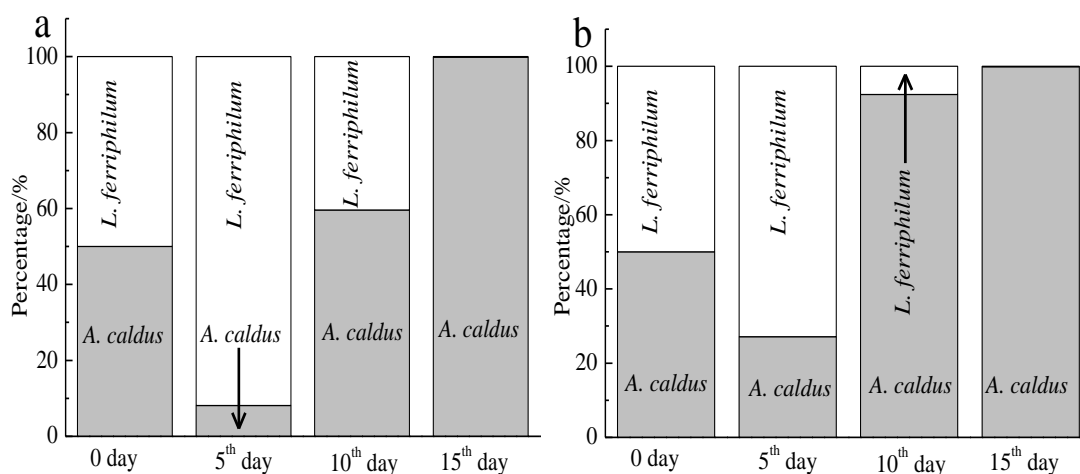 a
Percentage/%
100
80
60
40
20
0
L. ferriphilum
L. ferriphilum
L. ferriphilum
A. caldus
A. caldus
A. caldus
A. caldus
0 day
5th day
10th day
15th day
b
Percentage/%
100
80
60
40
20
0
L. ferriphilum
L. ferriphilum
L. ferriphilum
A. caldus
A. caldus
A. caldus
A. caldus
0 day
5th day
10th day
15th day